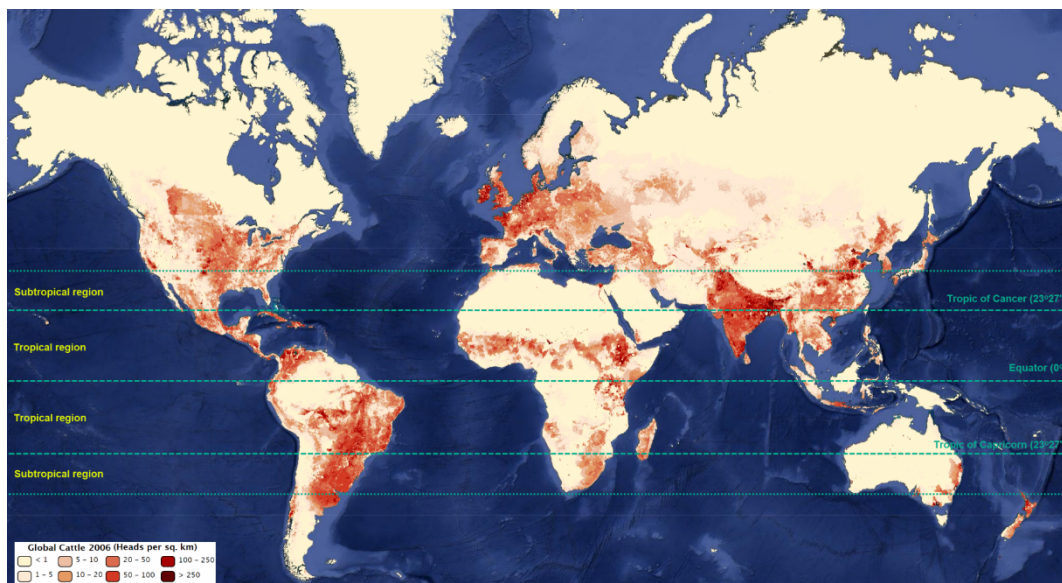 Subtropical region
Tropic of Cancer (23°27'
Tropical region
Equator (0°
Tropical region
Tropic of Capricorn (23°27'
Subtropical region
Global Cattle 2006 (Heads per sq. km)
< 1 5 – 10 20 – 50 100 – 250
1 – 5 10 – 20 50 – 100 > 250